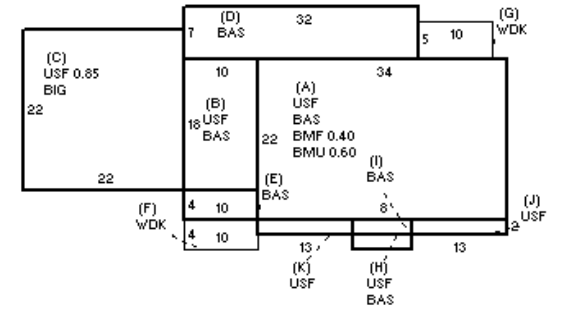 (D)
BAS
32
(G)
WDK
7
5
10
(C)
USF 0.85
BIG
22
22
10
(B)
USF
BAS
18
34
(A)
USF
BAS
BMF 0.40
BMU 0.60
22
(I)
BAS
(E)
BAS
4
10
8
(J)
USF
2
(F)
WDK
4
10
13
13
(K)
USF
(H)
USF
BAS